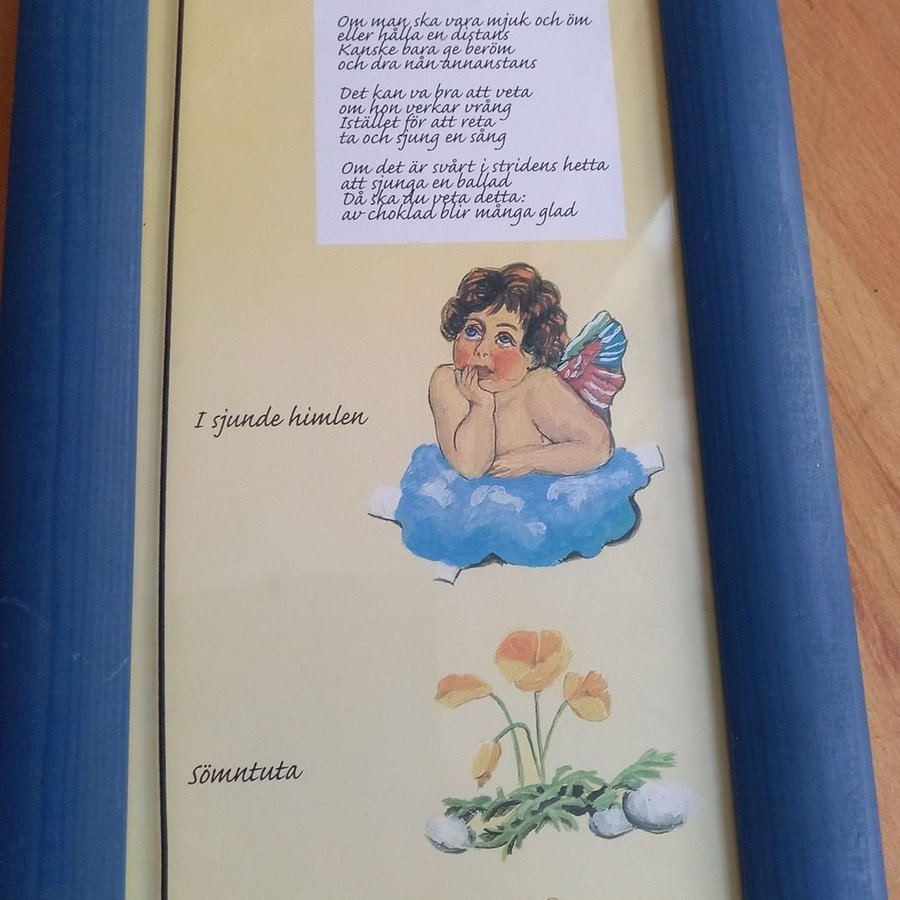 Om man ska vara mjuk och öm
eller hålla en distans
Kanske bara ge beröm
och dra nån annanstans
Det kan va bra att veta
om hon verkar vrång
Istället för att reta
ta och sjung en sång
Om det är svårt i stridens hetta
att sjunga en ballad
Då ska du veta detta:
av choklad blir många glad
I sjunde himlen
Sömntuta